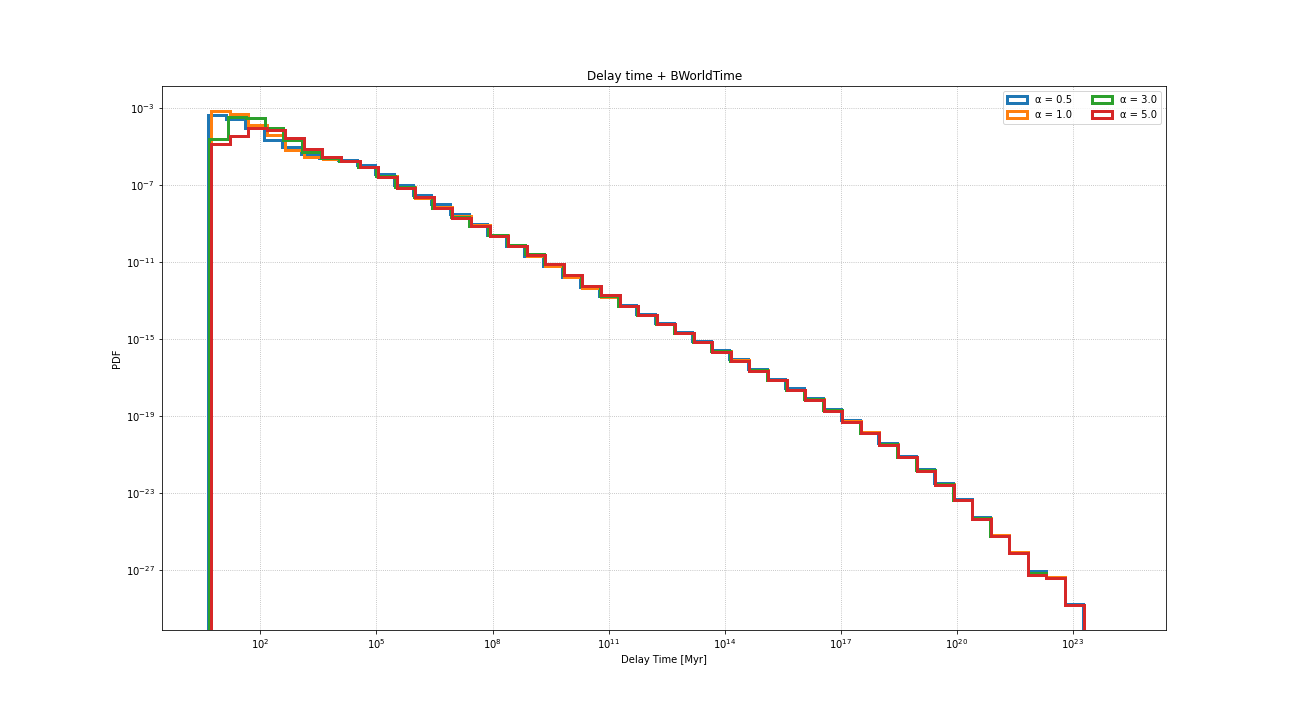 Delay time + BWorldTime
α = 0.5
α = 1.0
α = 3.0
α = 5.0
PDF
10⁻³
10⁻⁷
10⁻¹¹
10⁻¹⁵
10⁻¹⁹
10⁻²³
10⁻²⁷
10² 10⁵ 10⁸ 10¹¹ 10¹⁴ 10¹⁷ 10²⁰ 10²³
Delay Time [Myr]